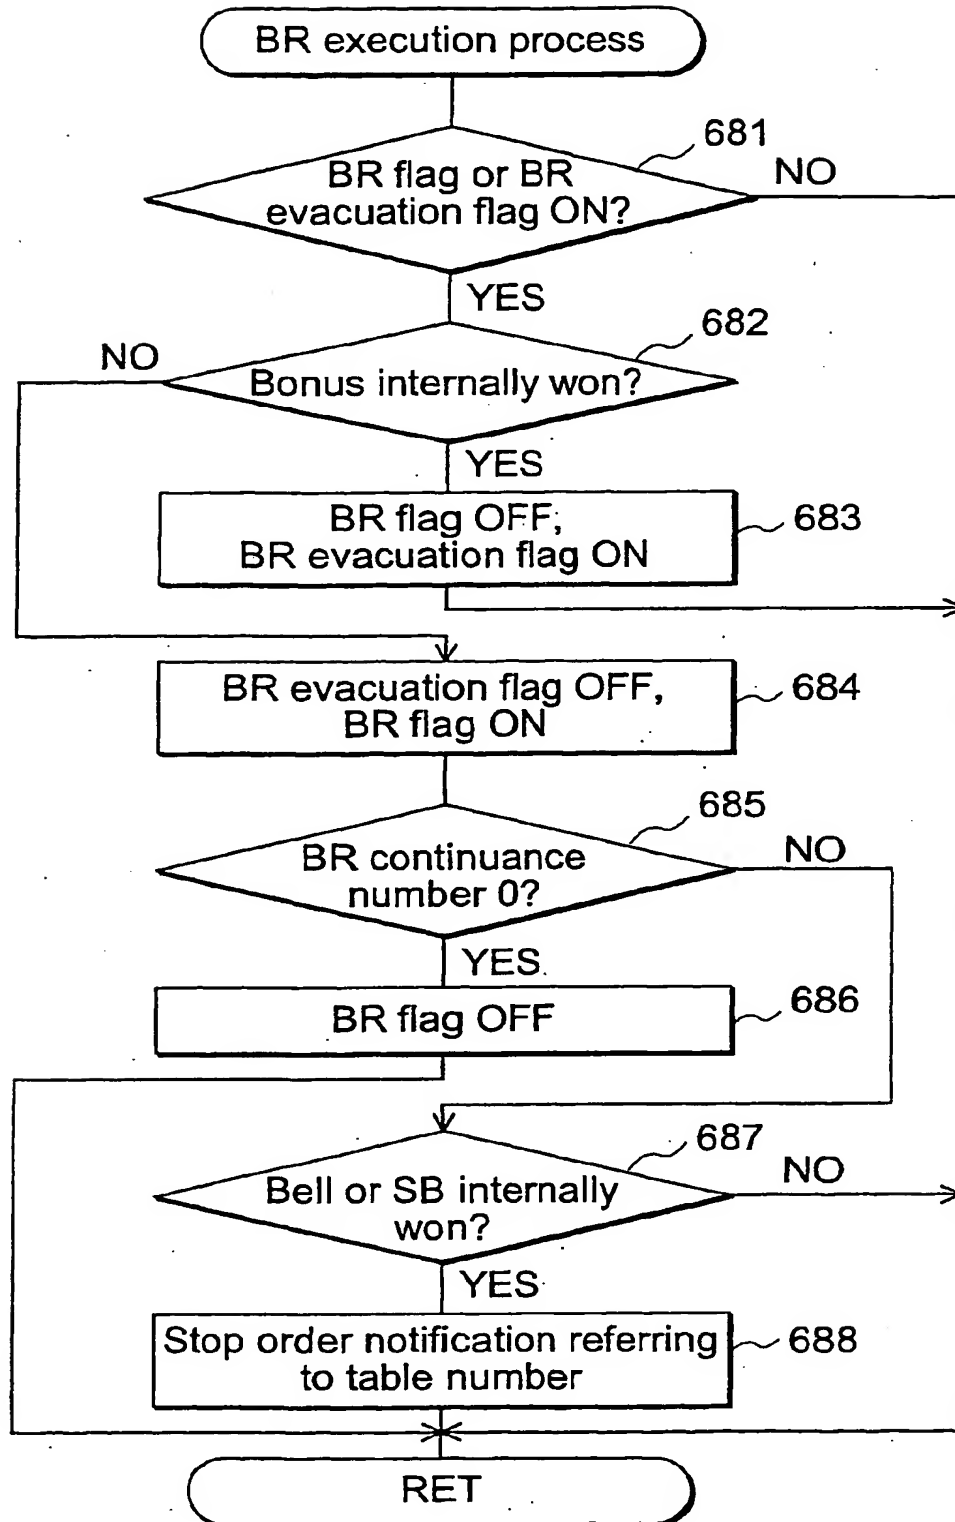 BR execution process
681
BR flag or BR
evacuation flag ON?
NO
YES
682
NO
Bonus internally won?
YES
BR flag OFF,
BR evacuation flag ON
683
BR evacuation flag OFF,
BR flag ON
684
685
BR continuance
number 0?
NO
YES
BR flag OFF
686
687
Bell or SB internally
won?
NO
YES
Stop order notification referring
to table number
688
RET